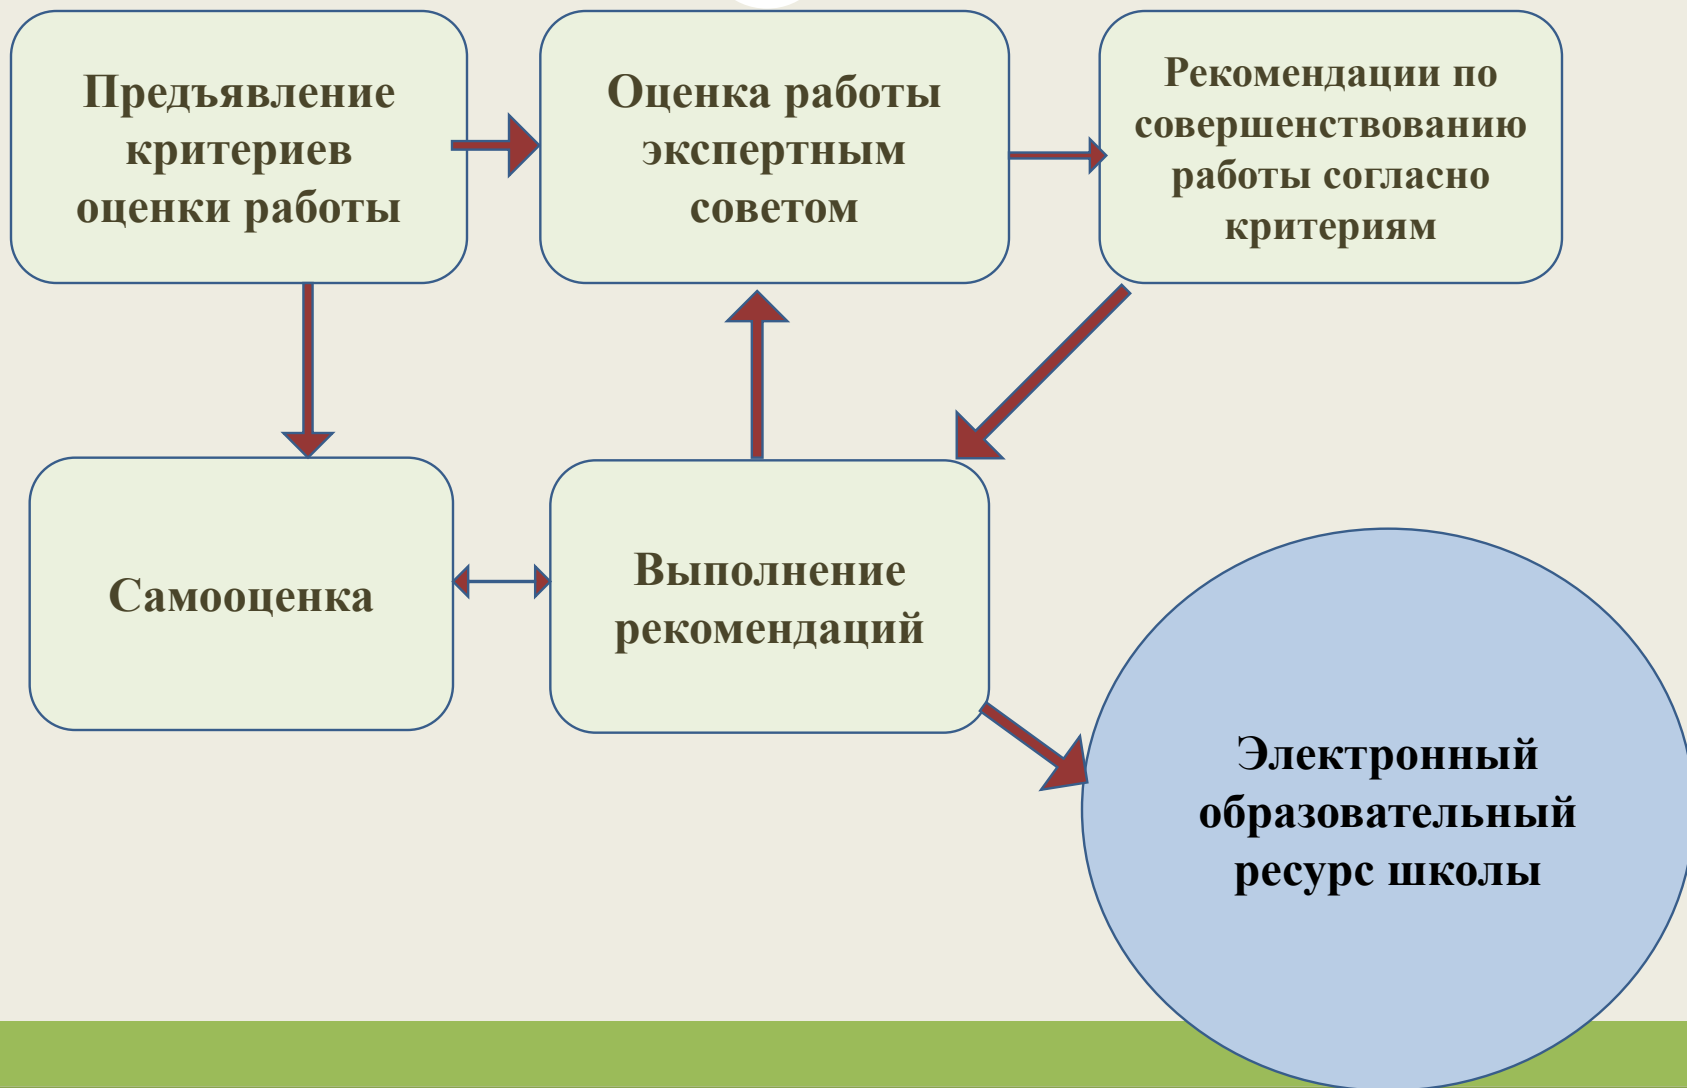 Предъявление
критериев
оценки работы
Оценка работы
экспертным
советом
Рекомендации по
совершенствованию
работы согласно
критериям
Самооценка
Выполнение
рекомендаций
Электронный
образовательный
ресурс школы